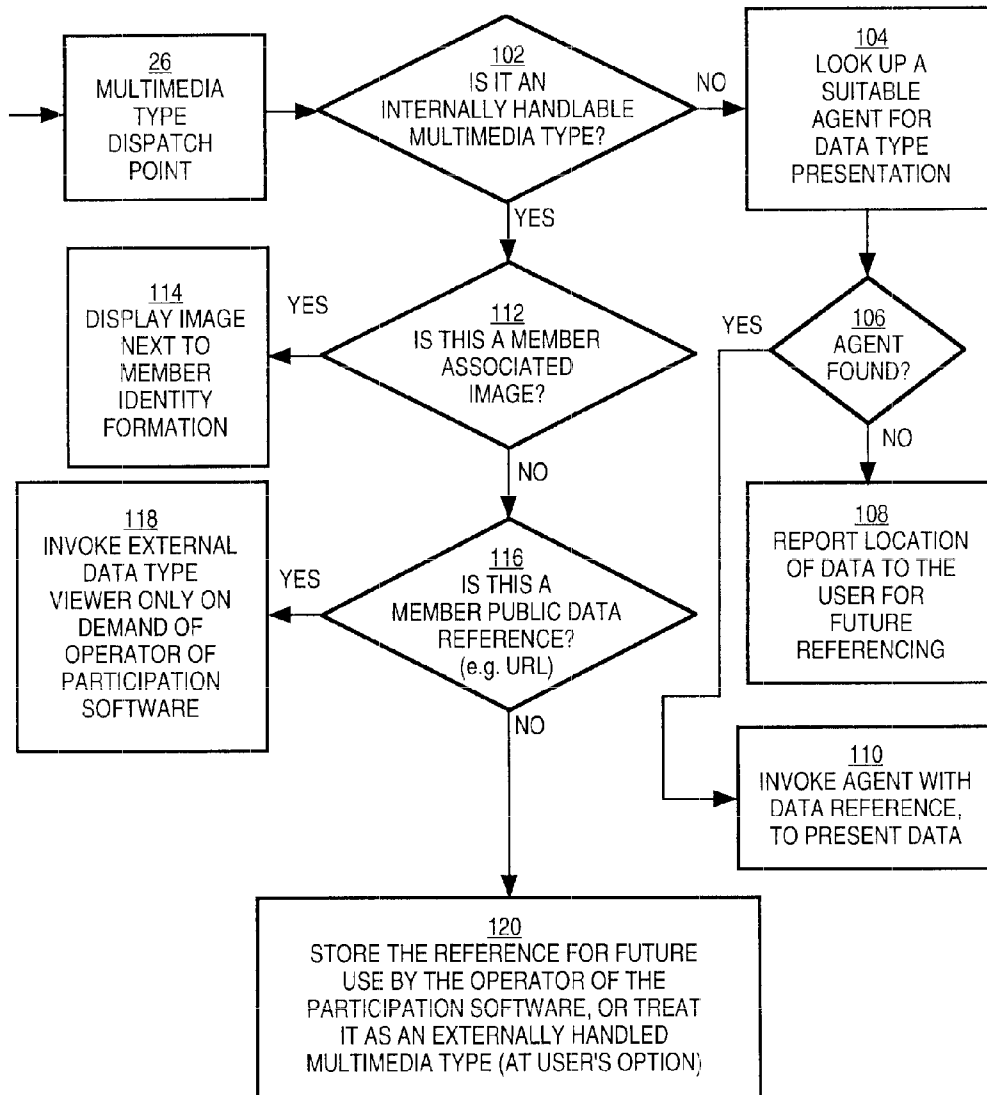 26
MULTIMEDIA
TYPE
DISPATCH
POINT
102
IS IT AN
INTERNALLY HANDLABLE
MULTIMEDIA TYPE?
NO
YES
104
LOOK UP A
SUITABLE
AGENT FOR
DATA TYPE
PRESENTATION
106
AGENT
FOUND?
YES
NO
108
REPORT LOCATION
OF DATA TO THE
USER FOR
FUTURE
REFERENCING
110
INVOKE AGENT WITH
DATA REFERENCE,
TO PRESENT DATA
112
IS THIS A MEMBER
ASSOCIATED
IMAGE?
YES
NO
114
DISPLAY IMAGE
NEXT TO
MEMBER
IDENTITY
FORMATION
116
IS THIS A
MEMBER PUBLIC DATA
REFERENCE?
(e.g. URL)
YES
NO
118
INVOKE EXTERNAL
DATA TYPE
VIEWER ONLY ON
DEMAND OF
OPERATOR OF
PARTICIPATION
SOFTWARE
120
STORE THE REFERENCE FOR FUTURE
USE BY THE OPERATOR OF THE
PARTICIPATION SOFTWARE, OR TREAT
IT AS AN EXTERNALLY HANDLED
MULTIMEDIA TYPE (AT USER'S OPTION)